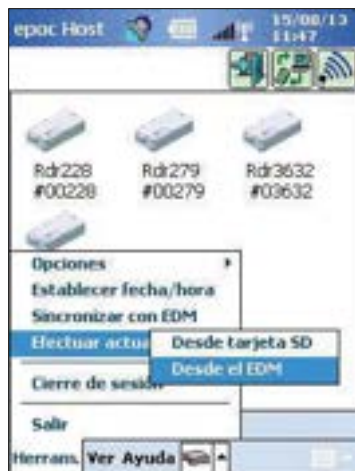 epoc Host 15/08/13
11:47
Rdr228 Rdr279 Rdr3632
#00228 #00279 #03632
Opciones
Establecer fecha/hora
Sincronizar con EDM
Efectuar actua Desde tarjeta SD
Desde el EDM
Cierre de sesión
Salir
Herram. Ver Ayuda